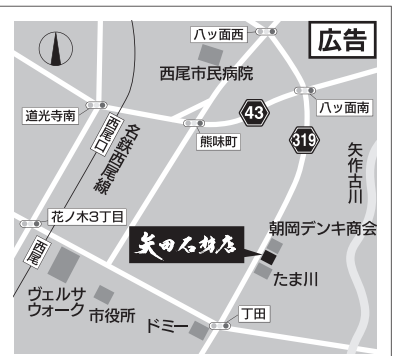 広告
八ッ面西
西尾市民病院
道光寺南
西尾口
名鉄西尾線
43
熊味町
八ッ面南
319
矢作古川
花ノ木3丁目
朝岡デンキ商会
矢田石材店
西尾
たま川
ヴェルサ
ウォーク
市役所
ドミー
丁田